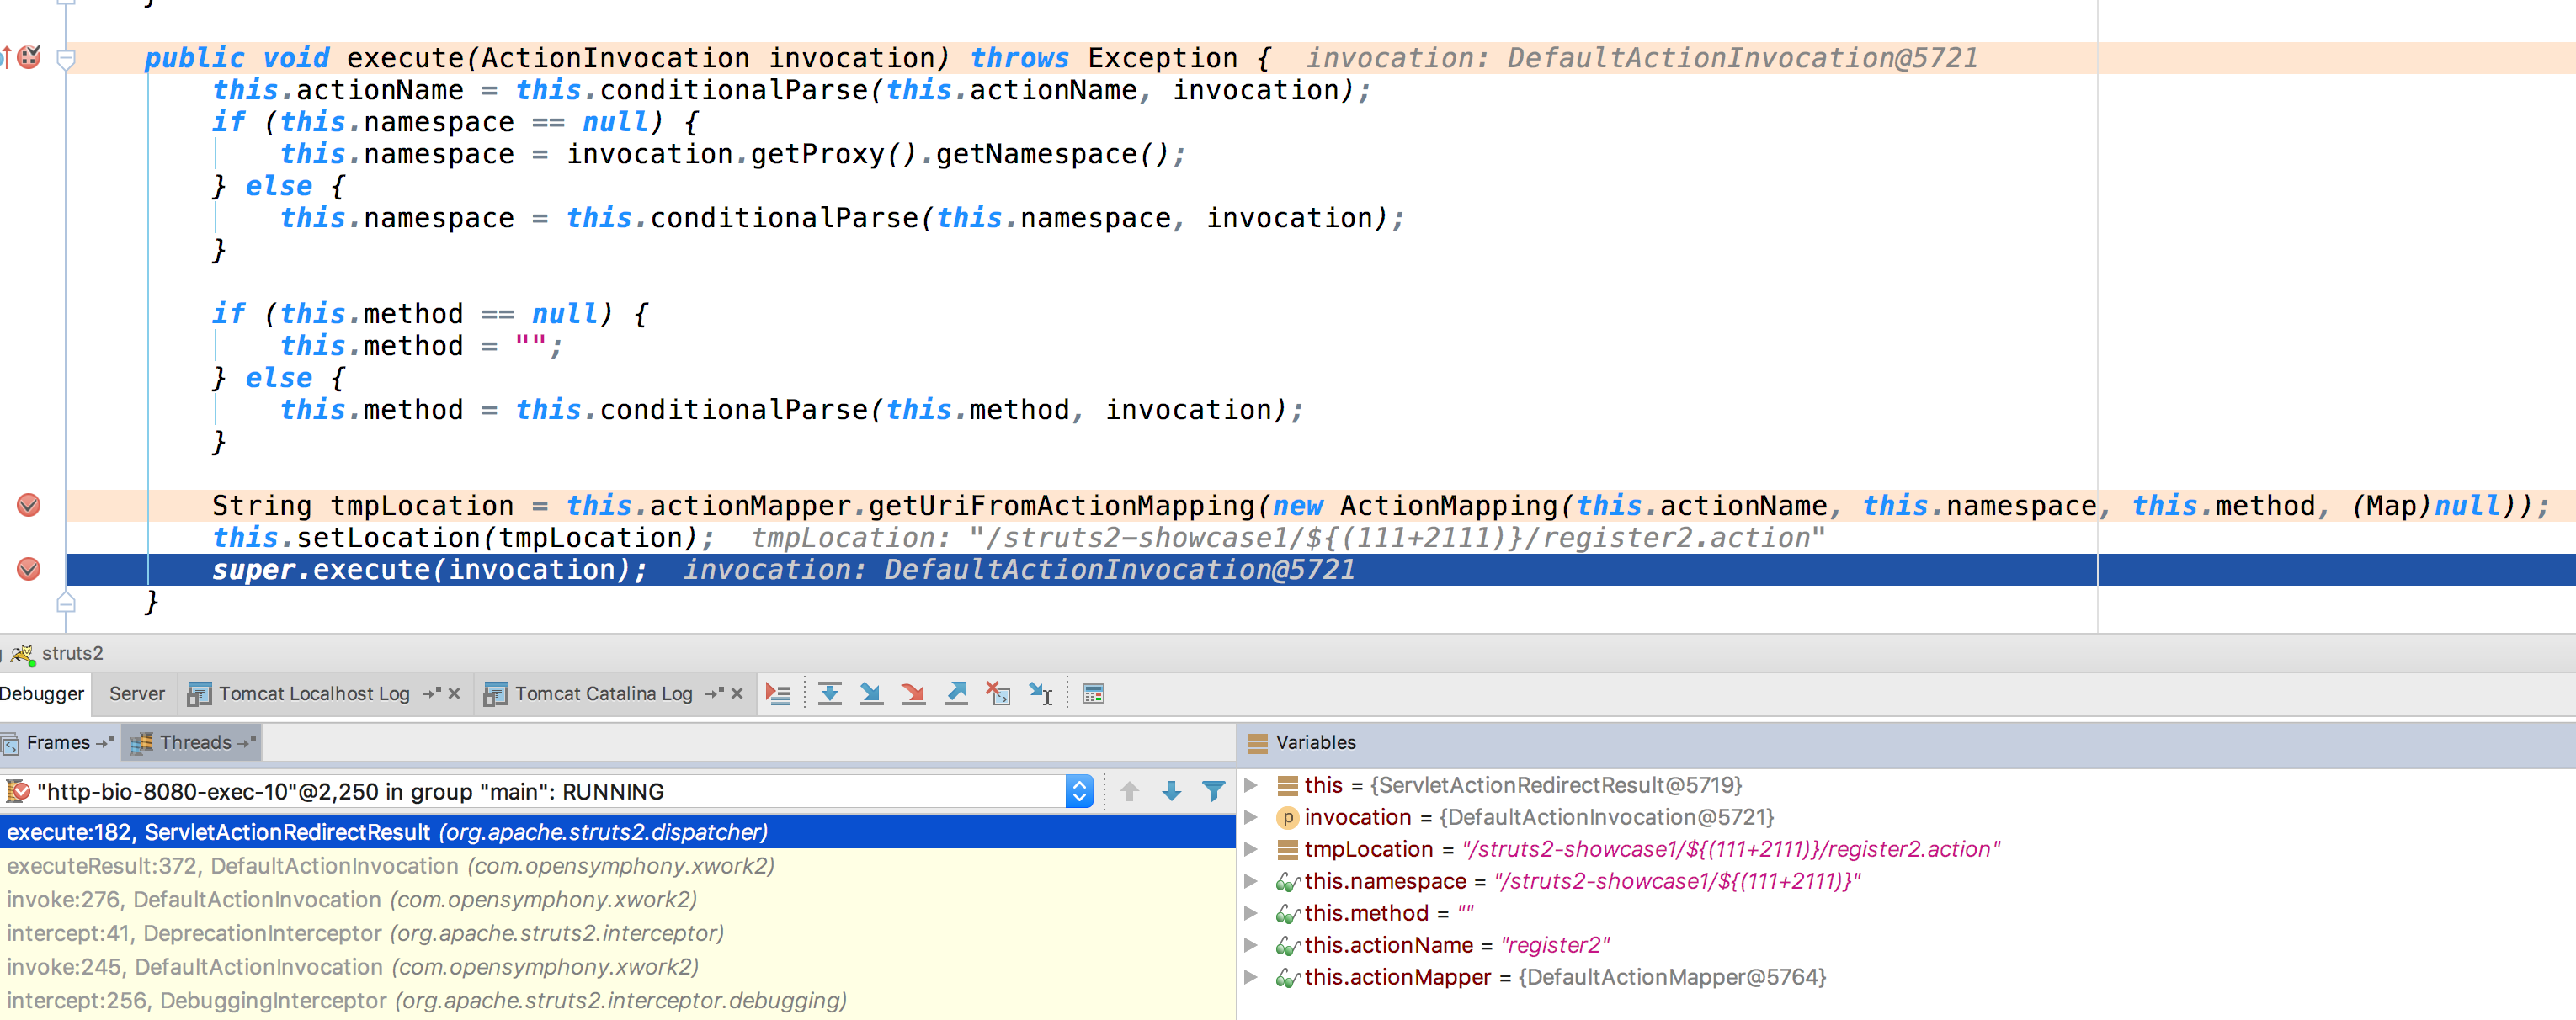 }
public void execute(ActionInvocation invocation) throws Exception {  invocation: DefaultActionInvocation@5721
this.actionName = this.conditionalParse(this.actionName, invocation);
if (this.namespace == null) {
this.namespace = invocation.getProxy().getNamespace();
} else {
this.namespace = this.conditionalParse(this.namespace, invocation);
}
if (this.method == null) {
this.method = "";
} else {
this.method = this.conditionalParse(this.method, invocation);
}
String tmpLocation = this.actionMapper.getUriFromActionMapping(new ActionMapping(this.actionName, this.namespace, this.method, (Map)null));
this.setLocation(tmpLocation);  tmpLocation: "/struts2-showcase1/${(111+2111)}/register2.action"
super.execute(invocation);  invocation: DefaultActionInvocation@5721
}
struts2
Debugger Server Tomcat Localhost Log Tomcat Catalina Log
Frames Threads
"http-bio-8080-exec-10"@2,250 in group "main": RUNNING
execute:182, ServletActionRedirectResult (org.apache.struts2.dispatcher)
executeResult:372, DefaultActionInvocation (com.opensymphony.xwork2)
invoke:276, DefaultActionInvocation (com.opensymphony.xwork2)
intercept:41, DeprecationInterceptor (org.apache.struts2.interceptor)
invoke:245, DefaultActionInvocation (com.opensymphony.xwork2)
intercept:256, DebuggingInterceptor (org.apache.struts2.interceptor.debugging)
Variables
this = {ServletActionRedirectResult@5719}
invocation = {DefaultActionInvocation@5721}
tmpLocation = "/struts2-showcase1/${(111+2111)}/register2.action"
this.namespace = "/struts2-showcase1/${(111+2111)}"
this.method = ""
this.actionName = "register2"
this.actionMapper = {DefaultActionMapper@5764}